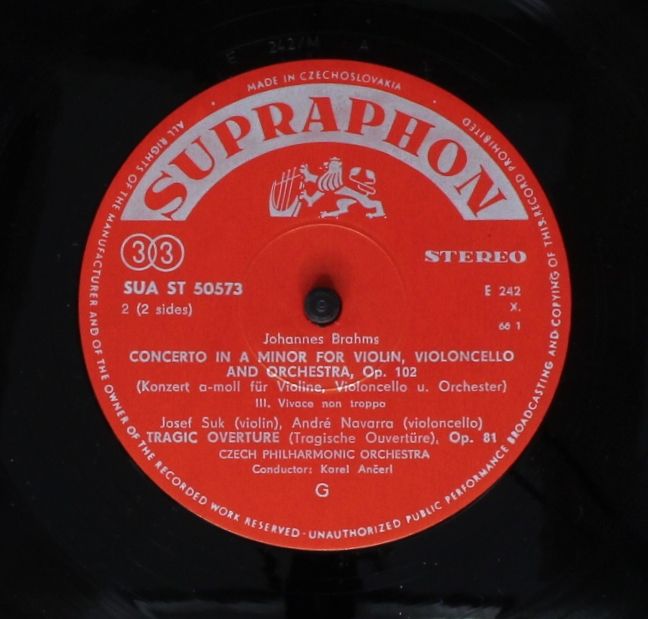 E 242/M A
MADE IN CZECHOSLOVAKIA
ALL RIGHTS OF THE MANUFACTURER AND OF THE OWNER OF THE RECORDED WORK RESERVED · UNAUTHORIZED PUBLIC PERFORMANCE BROADCASTING AND COPYING OF THIS RECORD PROHIBITED
SUPRAPHON
33
STEREO
SUA ST 50573
E 242
2 (2 sides)
X.
66 1
Johannes Brahms
CONCERTO IN A MINOR FOR VIOLIN, VIOLONCELLO
AND ORCHESTRA, Op. 102
(Konzert a-moll für Violine, Violoncello u. Orchester)
III. Vivace non troppo
Josef Suk (violin), André Navarra (violoncello)
TRAGIC OVERTURE (Tragische Ouvertüre), Op. 81
CZECH PHILHARMONIC ORCHESTRA
Conductor: Karel Ančerl
G